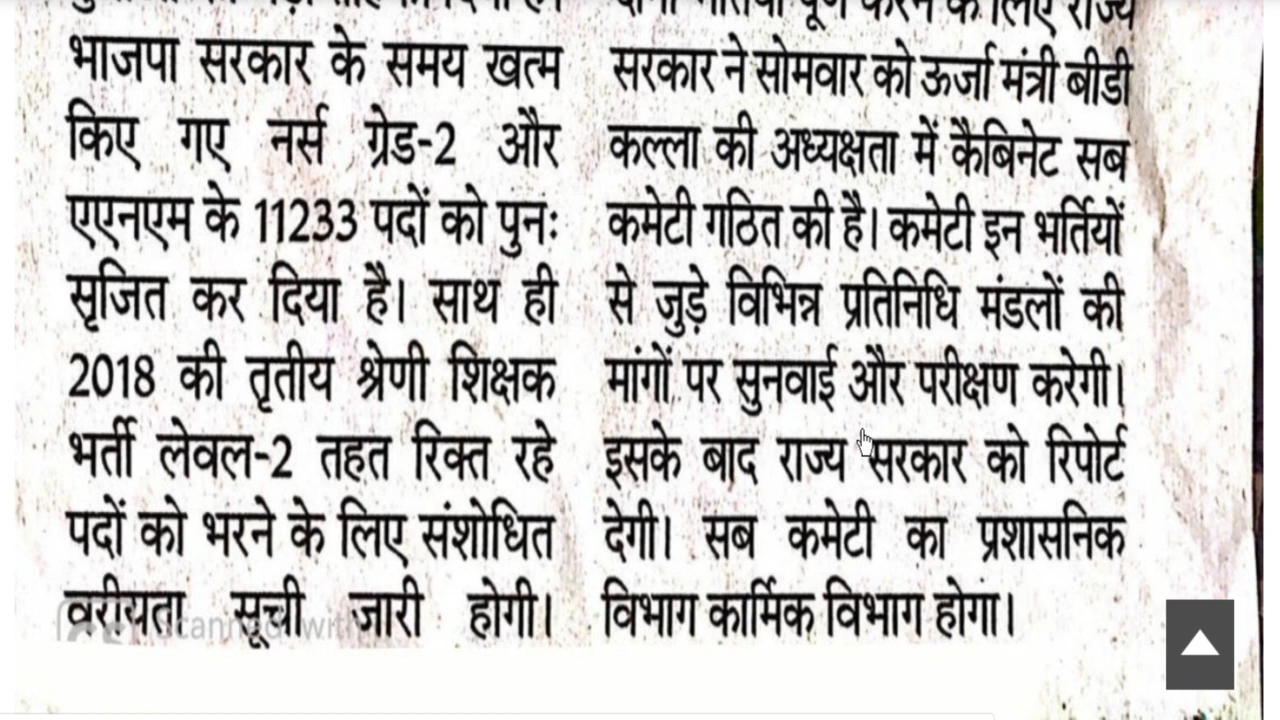 भाजपा सरकार के समय खत्म
किए गए नर्स ग्रेड-2 और
एएनएम के 11233 पदों को पुनः
सृजित कर दिया है। साथ ही
2018 की तृतीय श्रेणी शिक्षक
भर्ती लेवल-2 तहत रिक्त रहे
पदों को भरने के लिए संशोधित
वरीयता सूची जारी होगी।
के लिए राज्य
सरकार ने सोमवार को ऊर्जा मंत्री बीडी
कल्ला की अध्यक्षता में कैबिनेट सब
कमेटी गठित की है। कमेटी इन भर्तियों
से जुड़े विभिन्न प्रतिनिधि मंडलों की
मांगों पर सुनवाई और परीक्षण करेगी।
इसके बाद राज्य सरकार को रिपोर्ट
देगी। सब कमेटी का प्रशासनिक
विभाग कार्मिक विभाग होगा।
Scanned with